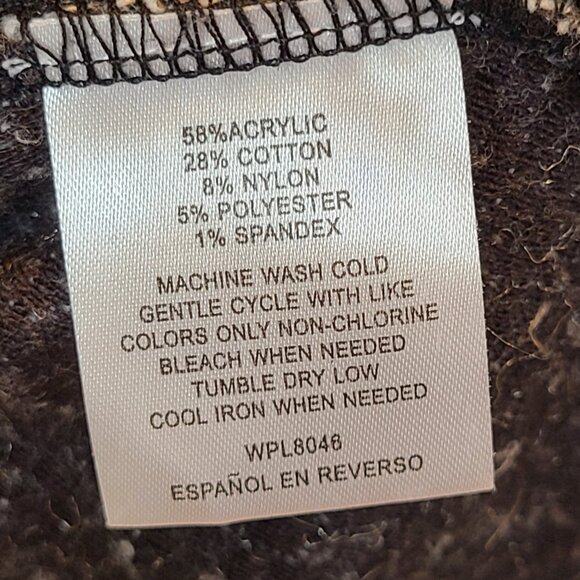 58%ACRYLIC
28% COTTON
8% NYLON
5% POLYESTER
1% SPANDEX
MACHINE WASH COLD
GENTLE CYCLE WITH LIKE
COLORS ONLY NON-CHLORINE
BLEACH WHEN NEEDED
TUMBLE DRY LOW
COOL IRON WHEN NEEDED
WPL8046
ESPAÑOL EN REVERSO